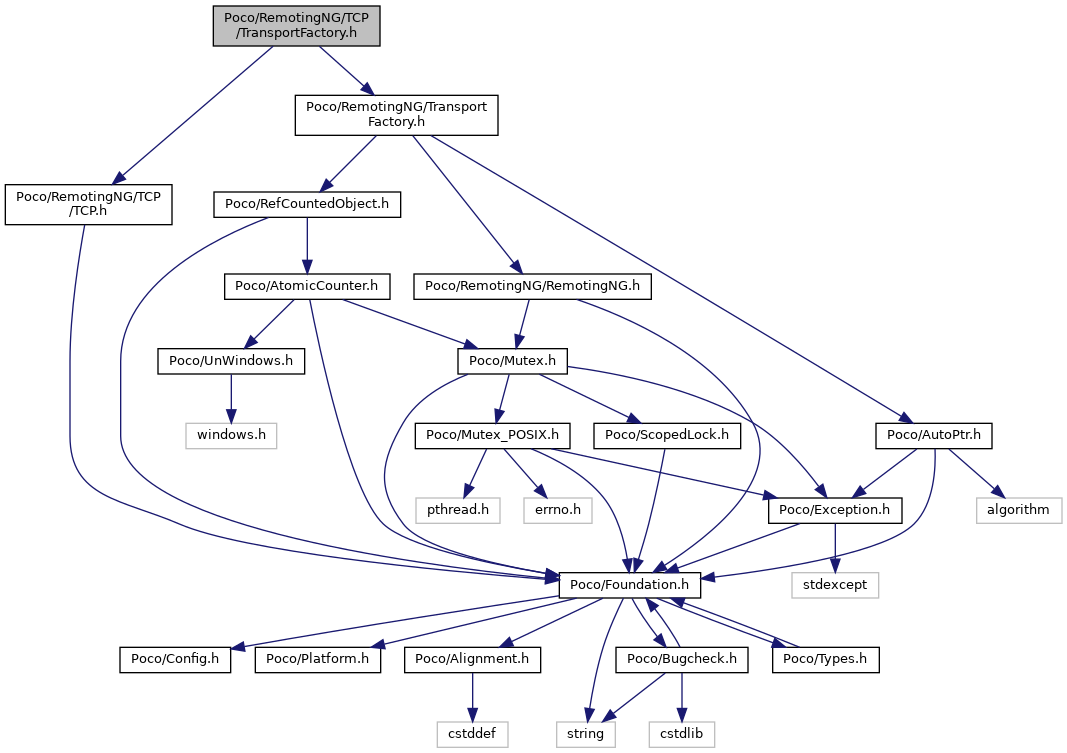 Poco/RemotingNG/TCP
/TransportFactory.h
Poco/RemotingNG/Transport
Factory.h
Poco/RemotingNG/TCP
/TCP.h
Poco/RefCountedObject.h
Poco/AtomicCounter.h
Poco/RemotingNG/RemotingNG.h
Poco/UnWindows.h
Poco/Mutex.h
windows.h
Poco/Mutex_POSIX.h
Poco/ScopedLock.h
Poco/AutoPtr.h
pthread.h
errno.h
Poco/Exception.h
algorithm
Poco/Foundation.h
stdexcept
Poco/Config.h
Poco/Platform.h
Poco/Alignment.h
Poco/Bugcheck.h
Poco/Types.h
cstddef
string
cstdlib